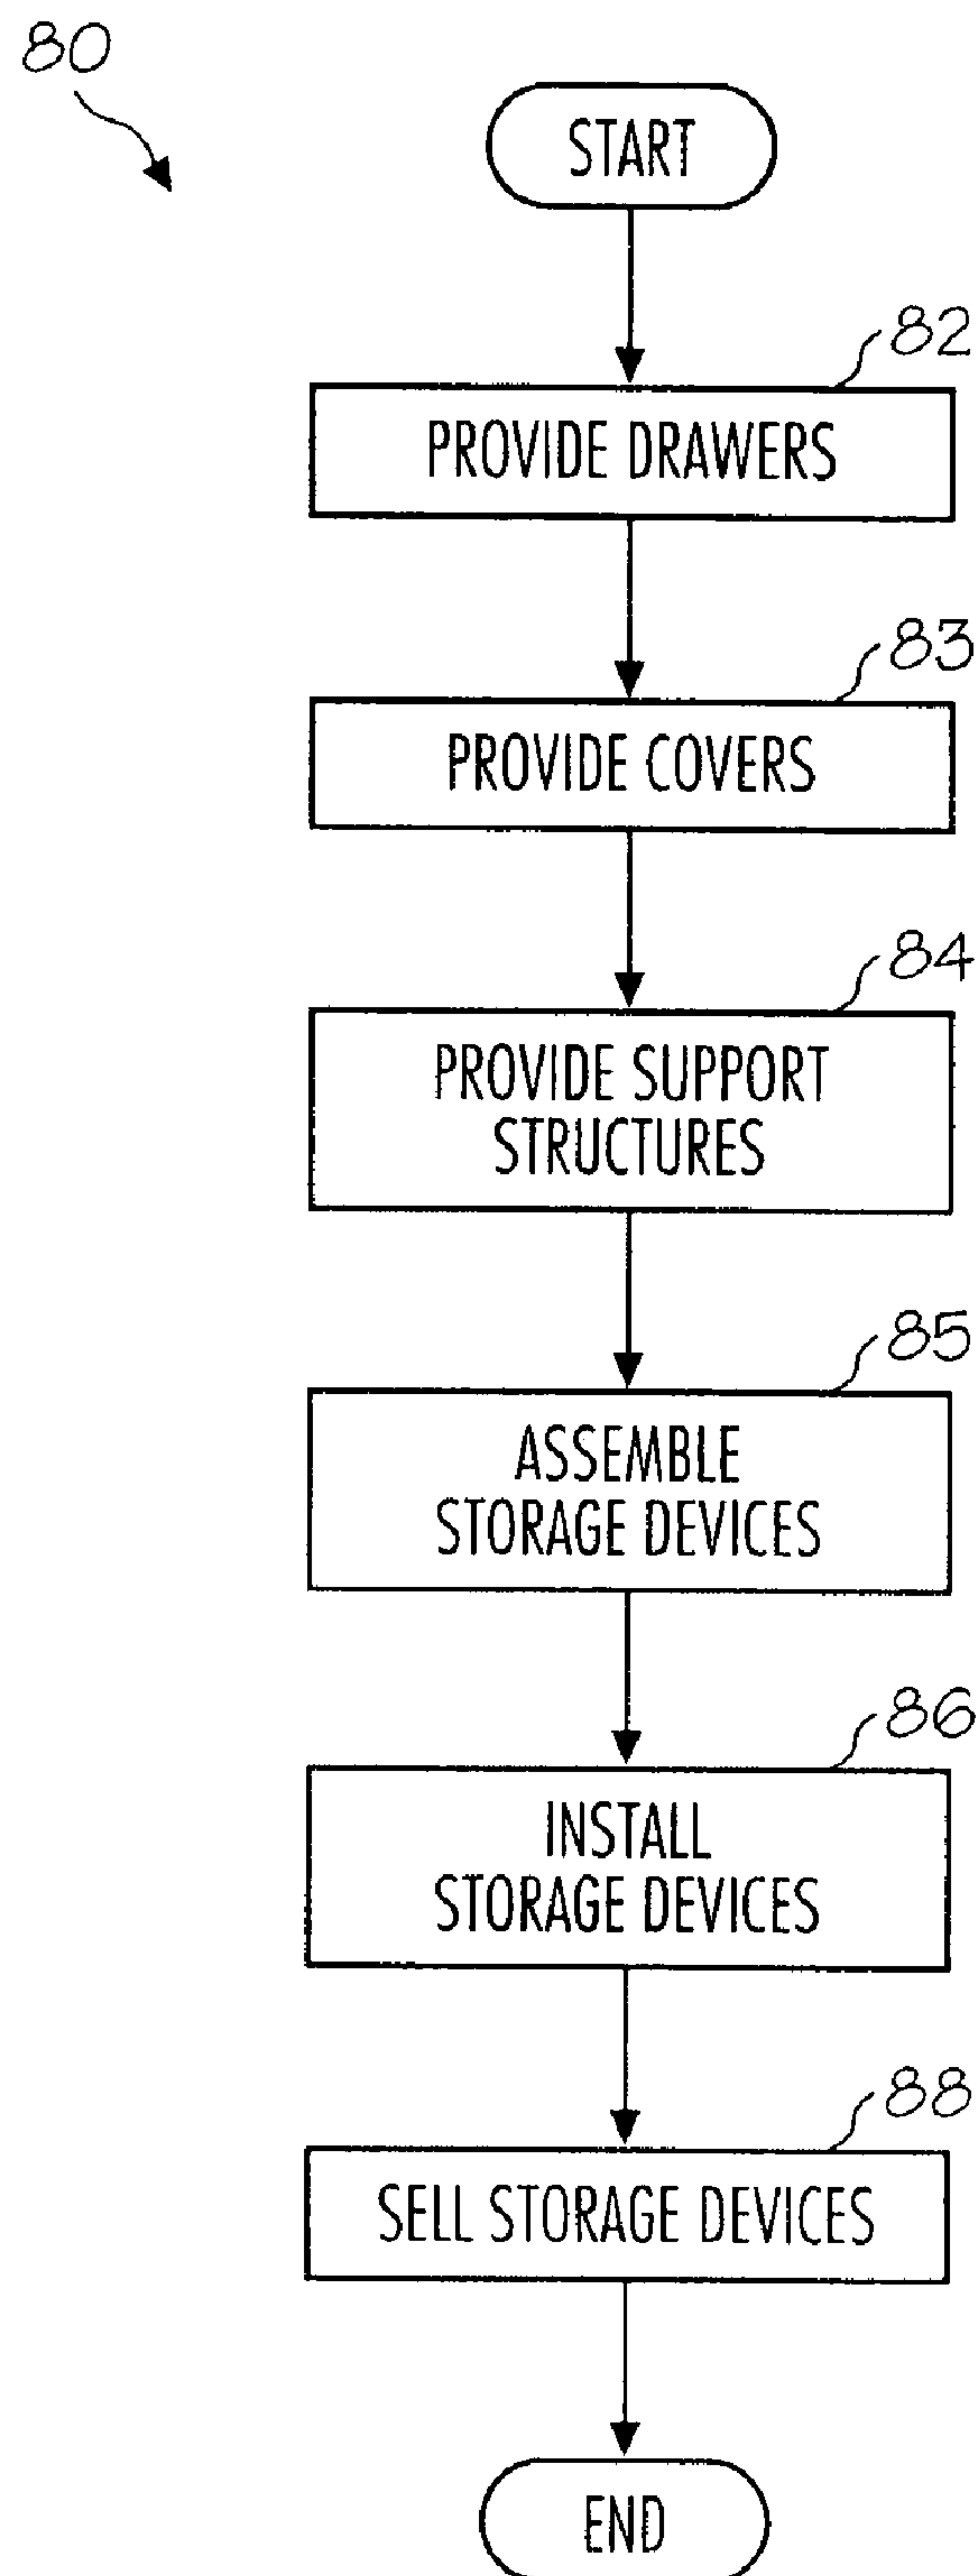 80
START
82
PROVIDE DRAWERS
83
PROVIDE COVERS
84
PROVIDE SUPPORT
STRUCTURES
85
ASSEMBLE
STORAGE DEVICES
86
INSTALL
STORAGE DEVICES
88
SELL STORAGE DEVICES
END